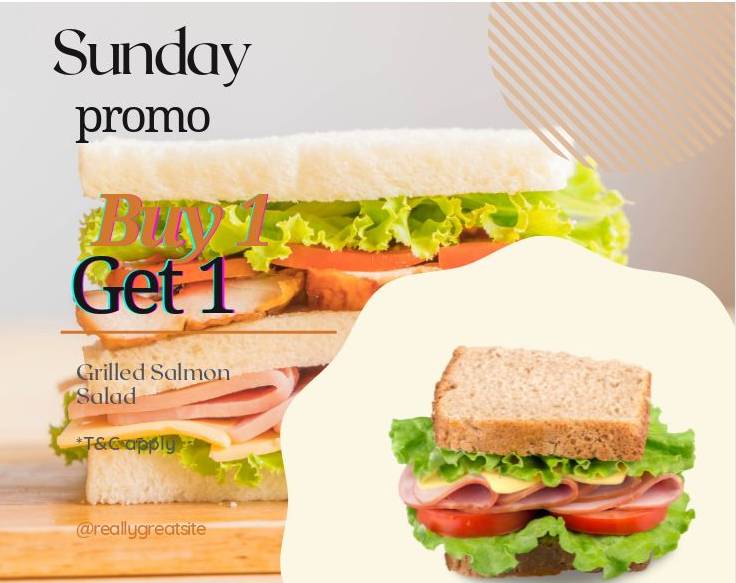 Sunday
promo
Buy 1
Get 1
Grilled Salmon
Salad
*T&C apply
@reallygreatsite